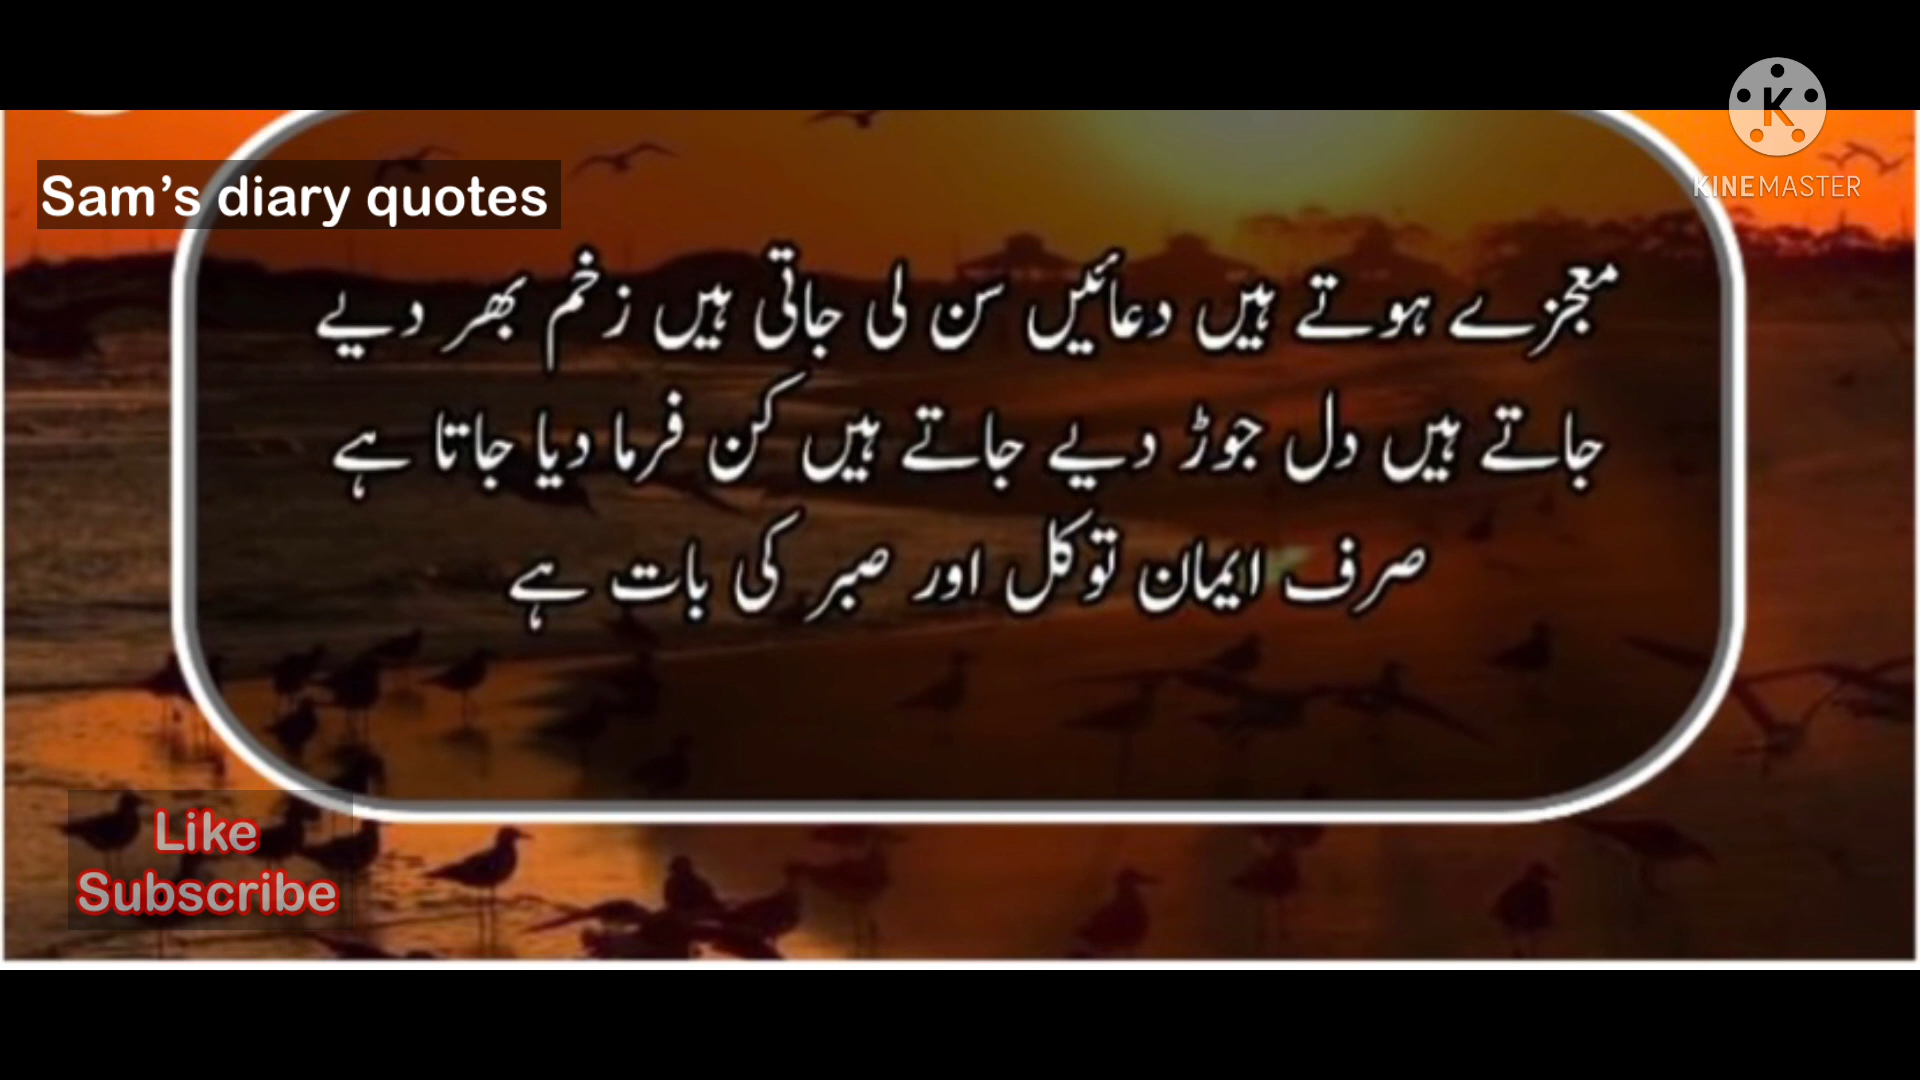 Sam’s diary quotes
K
KINEMASTER
معجزے ہوتے ہیں دعائیں سن لی جاتی ہیں زخم بھر دیے
جاتے ہیں دل جوڑ دیے جاتے ہیں کن فرما دیا جاتا ہے
صرف ایمان توکل اور صبر کی بات ہے
Like
Subscribe